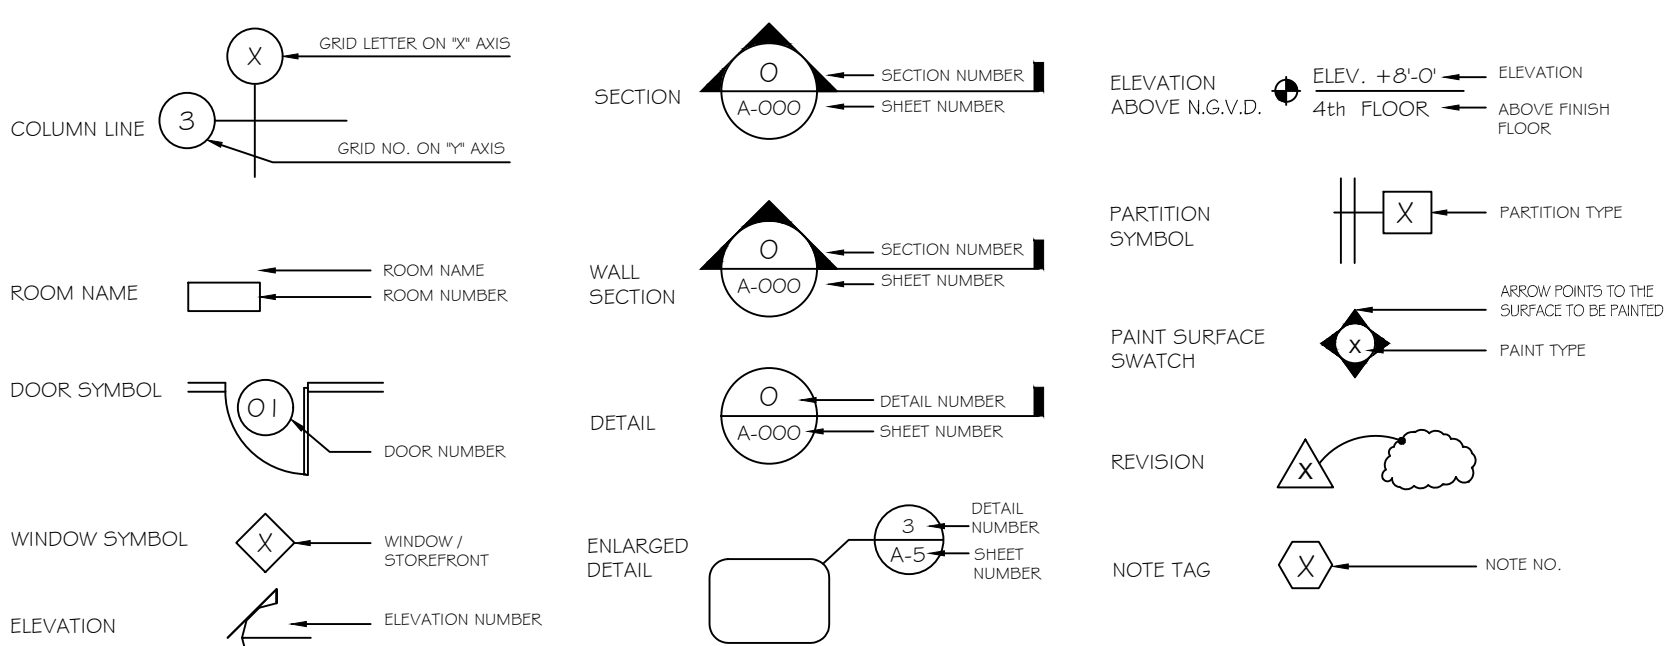 X
GRID LETTER ON "X" AXIS
3
COLUMN LINE
GRID NO. ON "Y" AXIS
ROOM NAME
ROOM NAME
ROOM NUMBER
DOOR SYMBOL
01
DOOR NUMBER
WINDOW SYMBOL
X
WINDOW /
STOREFRONT
ELEVATION
ELEVATION NUMBER
SECTION
0
A-000
SECTION NUMBER
SHEET NUMBER
WALL
SECTION
0
A-000
SECTION NUMBER
SHEET NUMBER
DETAIL
0
A-000
DETAIL NUMBER
SHEET NUMBER
ENLARGED
DETAIL
3
A-5
DETAIL
NUMBER
SHEET
NUMBER
ELEVATION
ABOVE N.G.V.D.
ELEV. +8'-0'
4th FLOOR
ELEVATION
ABOVE FINISH
FLOOR
PARTITION
SYMBOL
X
PARTITION TYPE
PAINT SURFACE
SWATCH
x
ARROW POINTS TO THE
SURFACE TO BE PAINTED
PAINT TYPE
REVISION
x
NOTE TAG
X
NOTE NO.